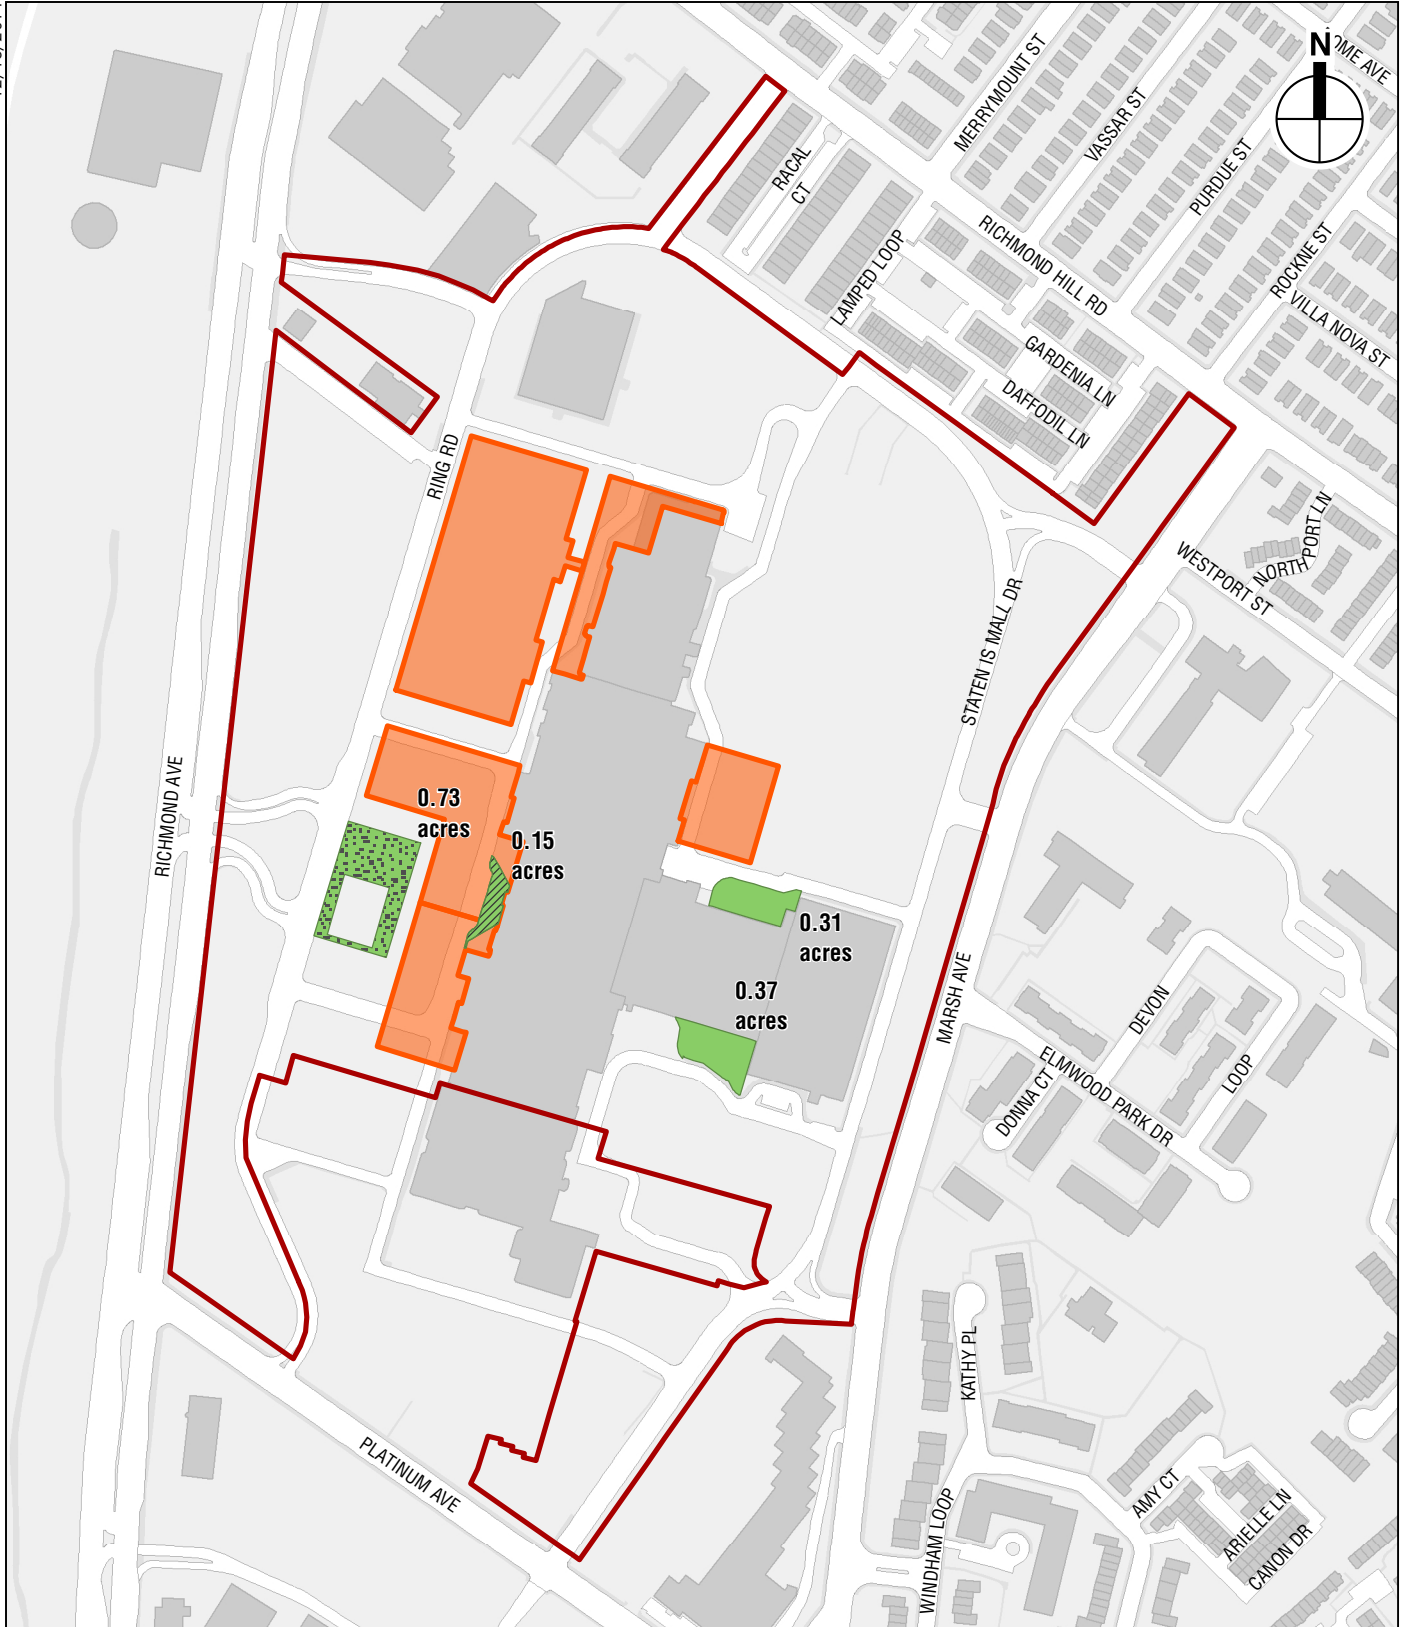 N
OME AVE
MERRYMOUNT ST
VASSAR ST
PURDUE ST
RACAL
CT
RICHMOND HILL RD
ROCKNE ST
LAMPED LOOP
VILLA NOVA ST
GARDENIA LN
DAFFODIL LN
RING RD
NORTH PORT LN
WESTPORT ST
STATEN IS MALL DR
RICHMOND AVE
0.73
acres
0.15
acres
0.31
acres
0.37
acres
MARSH AVE
DEVON
LOOP
ELMWOOD PARK DR
DONNA CT
KATHY PL
PLATINUM AVE
WINDHAM LOOP
AMY CT
ARIELLE LN
CANON DR